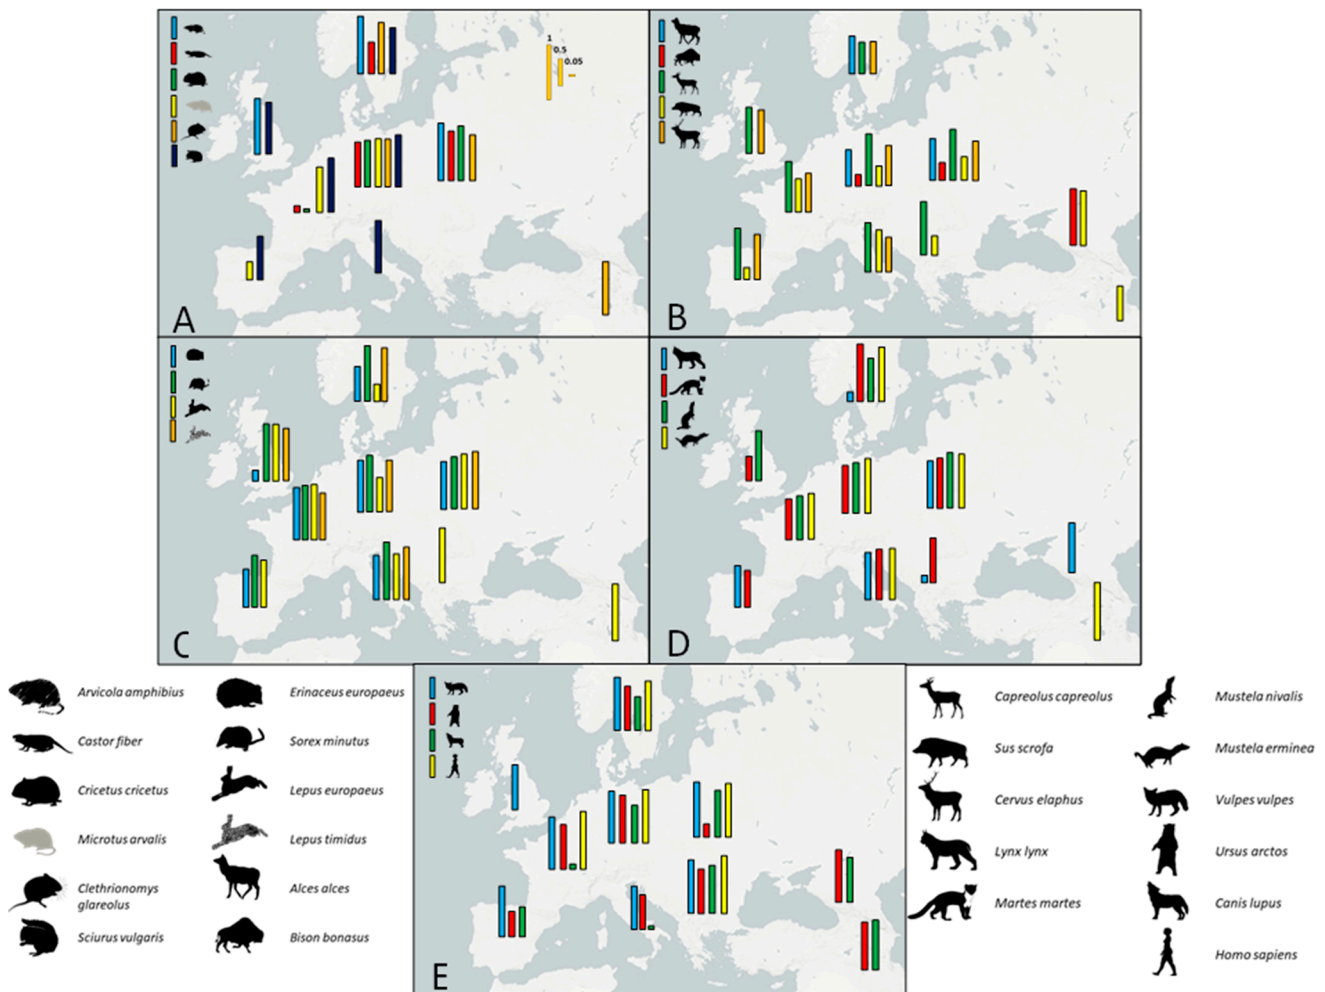 1
0.5
0.05
A
B
C
D
E
Arvicola amphibius
Castor fiber
Cricetus cricetus
Microtus arvalis
Clethrionomys
glareolus
Sciurus vulgaris
Erinaceus europaeus
Sorex minutus
Lepus europaeus
Lepus timidus
Alces alces
Bison bonasus
Capreolus capreolus
Sus scrofa
Cervus elaphus
Lynx lynx
Martes martes
Mustela nivalis
Mustela erminea
Vulpes vulpes
Ursus arctos
Canis lupus
Homo sapiens